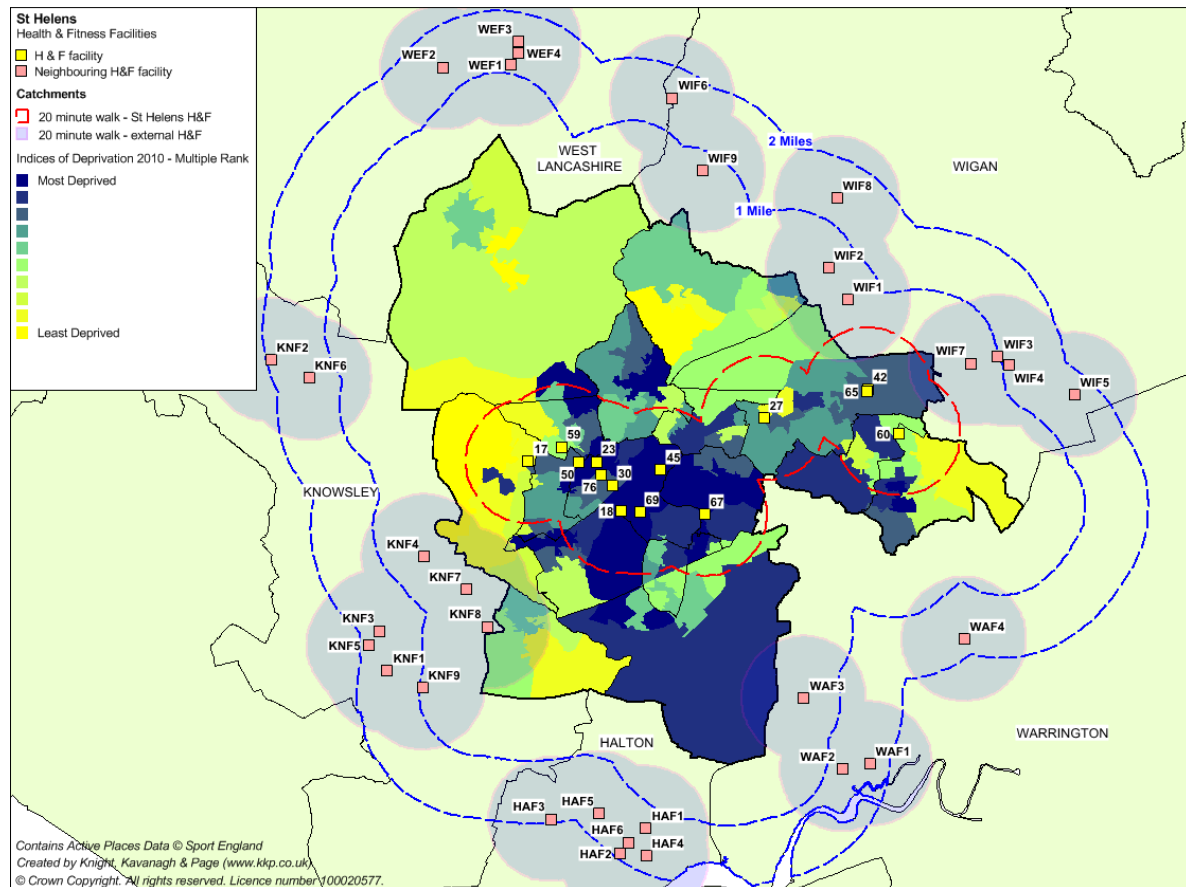 St Helens
Health & Fitness Facilities
H & F facility
Neighbouring H&F facility
Catchments
20 minute walk - St Helens H&F
20 minute walk - external H&F
Indices of Deprivation 2010 - Multiple Rank
Most Deprived
Least Deprived
WEF3
WEF2
WEF4
WEF1
WIF6
2 Miles
WEST
LANCASHIRE
WIF9
WIGAN
WIF8
1 Mile
WIF2
WIF1
KNF2
KNF6
WIF7
WIF3
WIF4
WIF5
42
65
27
60
59
17
23
45
50
30
76
KNOWSLEY
18
69
67
KNF4
KNF7
KNF8
KNF3
KNF5
KNF1
KNF9
WAF4
WAF3
WARRINGTON
HALTON
WAF1
WAF2
HAF5
HAF3
HAF1
HAF6
HAF4
HAF2
Contains Active Places Data © Sport England
Created by Knight, Kavanagh & Page (www.kkp.co.uk)
© Crown Copyright. All rights reserved. Licence number 100020577.